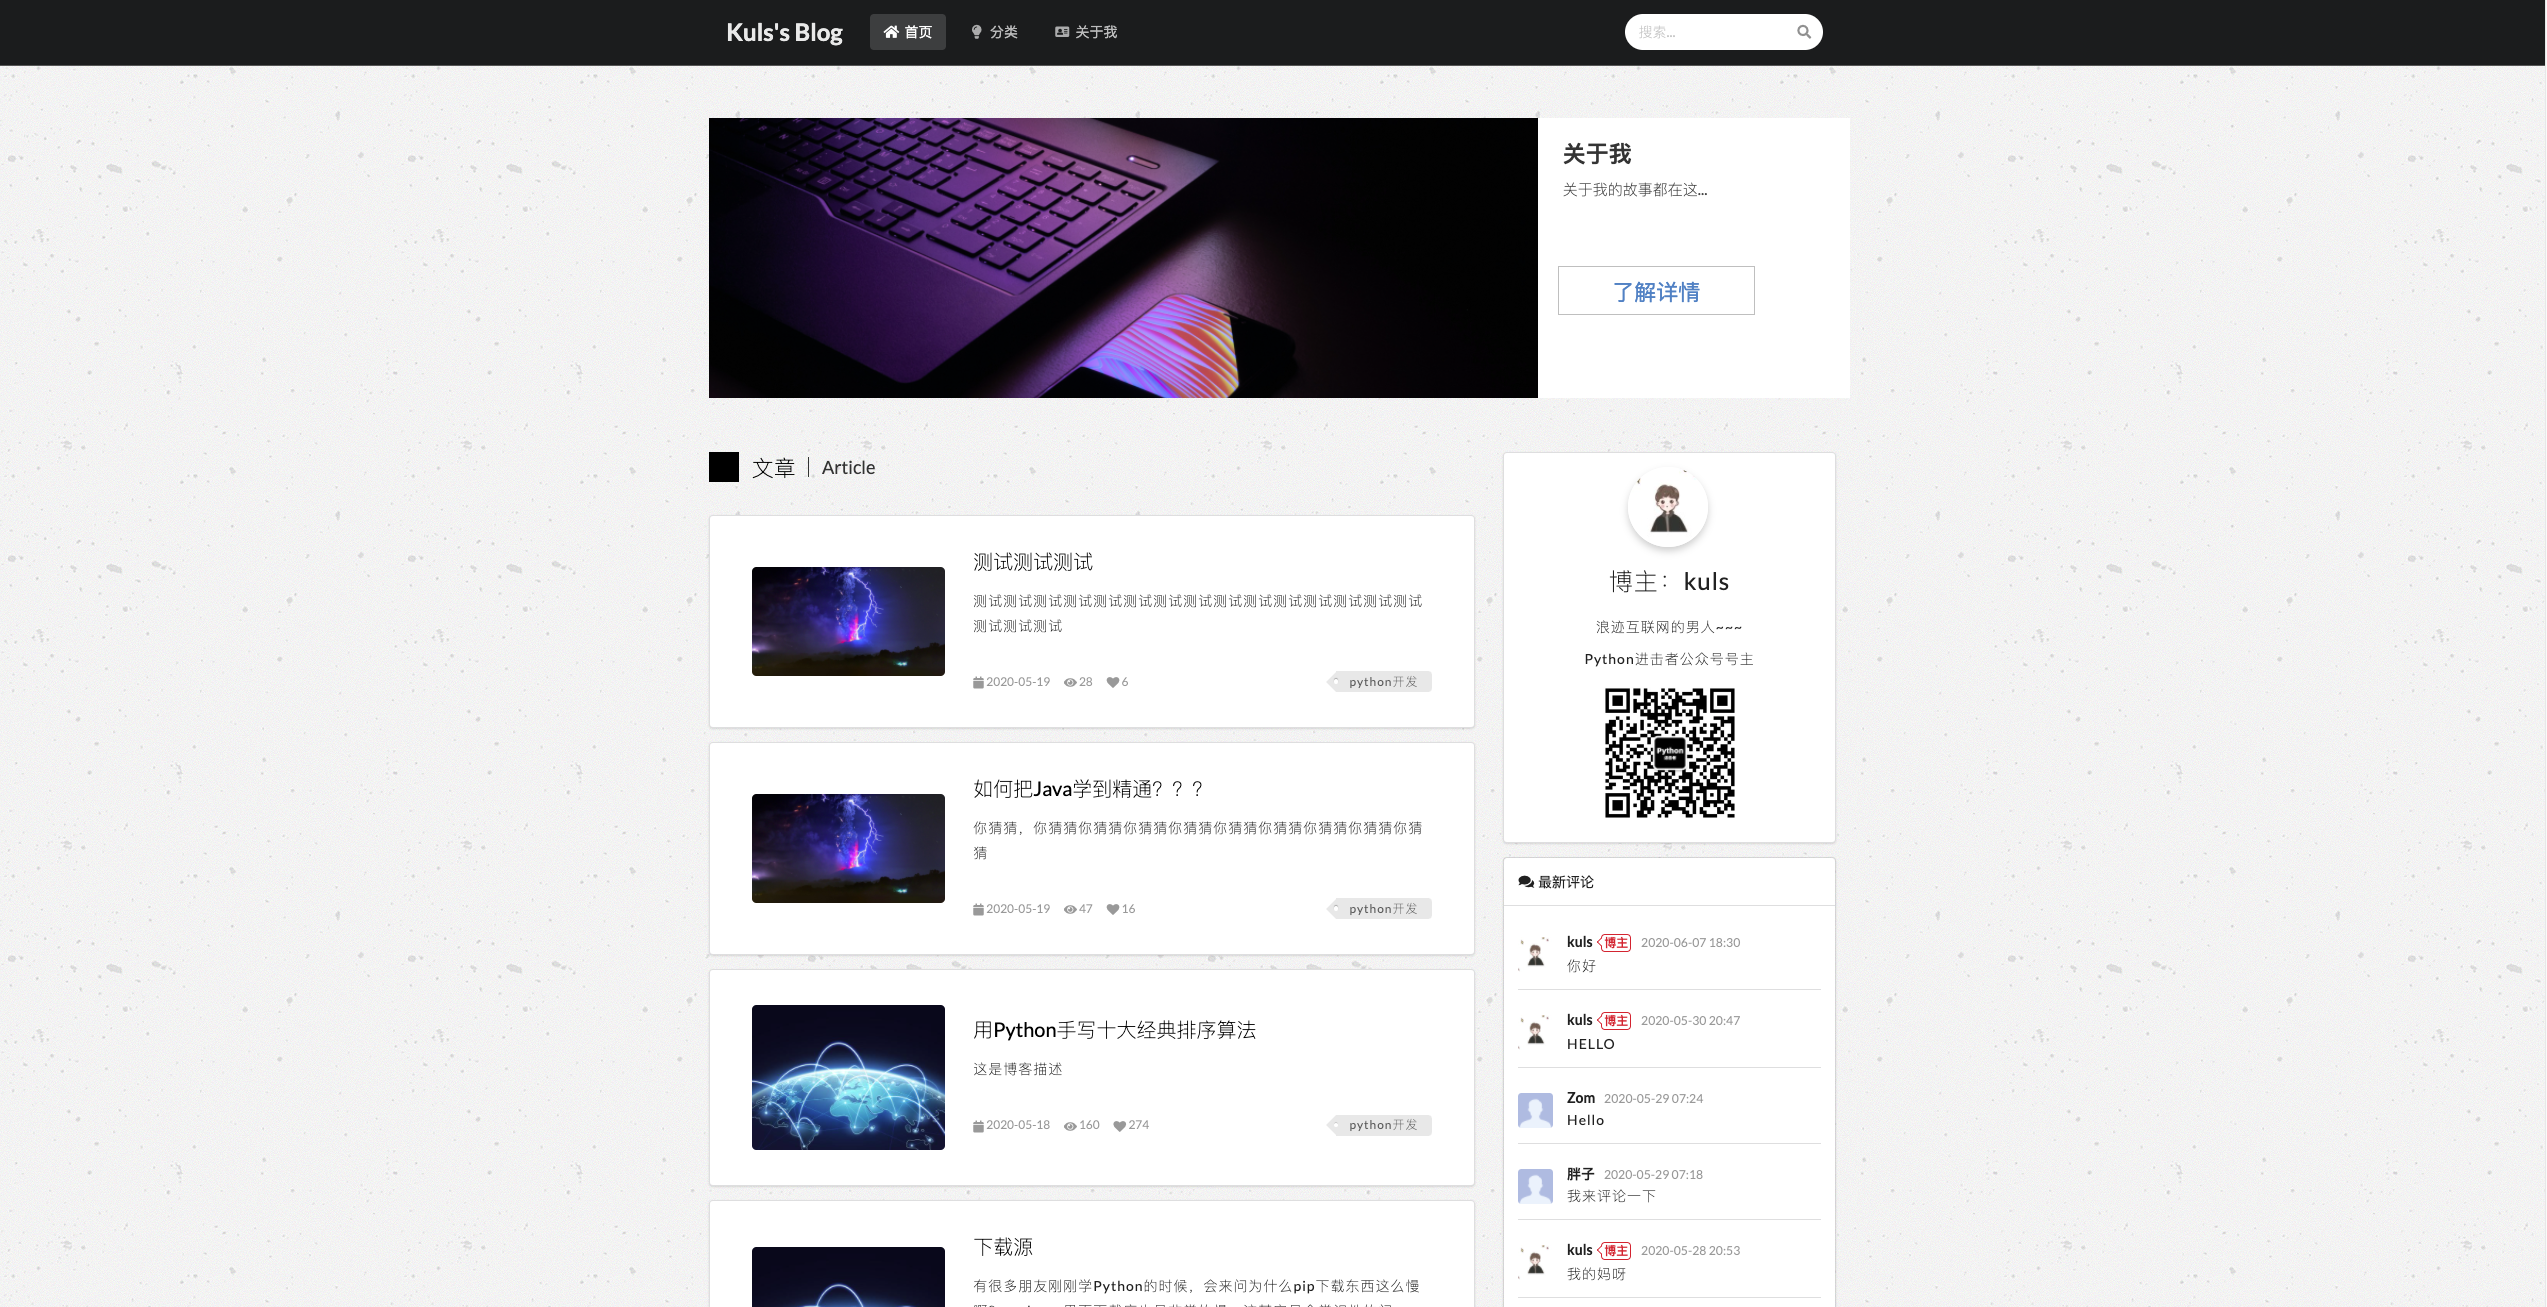 Kuls's Blog
首页
分类
关于我
搜索...
关于我
关于我的故事都在这...
了解详情
文章 | Article
测试测试测试
测试测试测试测试测试测试测试测试测试测试测试测试测试测试测试
测试测试测试
2020-05-19 28 6
python开发
如何把Java学到精通？？？
你猜猜，你猜猜你猜猜你猜猜你猜猜你猜猜你猜猜你猜猜你猜猜你猜
猜
2020-05-19 47 16
python开发
用Python手写十大经典排序算法
这是博客描述
2020-05-18 160 274
python开发
下载源
有很多朋友刚刚学Python的时候，会来问为什么pip下载东西这么慢
博主：kuls
浪迹互联网的男人~~~
Python进击者公众号号主
Python
最新评论
kuls 博主 2020-06-07 18:30
你好
kuls 博主 2020-05-30 20:47
HELLO
Zom 2020-05-29 07:24
Hello
胖子 2020-05-29 07:18
我来评论一下
kuls 博主 2020-05-28 20:53
我的妈呀